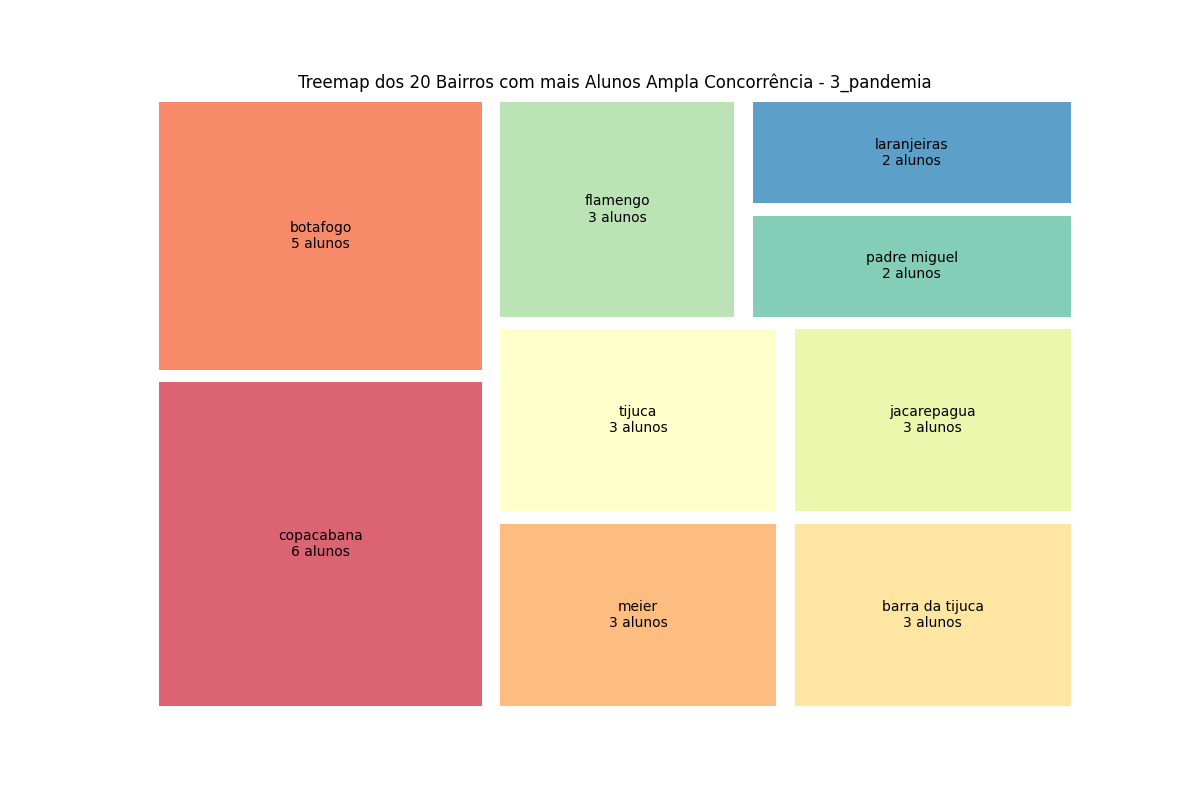 Treemap dos 20 Bairros com mais Alunos Ampla Concorrência - 3_pandemia
botafogo
5 alunos
copacabana
6 alunos
flamengo
3 alunos
laranjeiras
2 alunos
padre miguel
2 alunos
tijuca
3 alunos
jacarepagua
3 alunos
meier
3 alunos
barra da tijuca
3 alunos